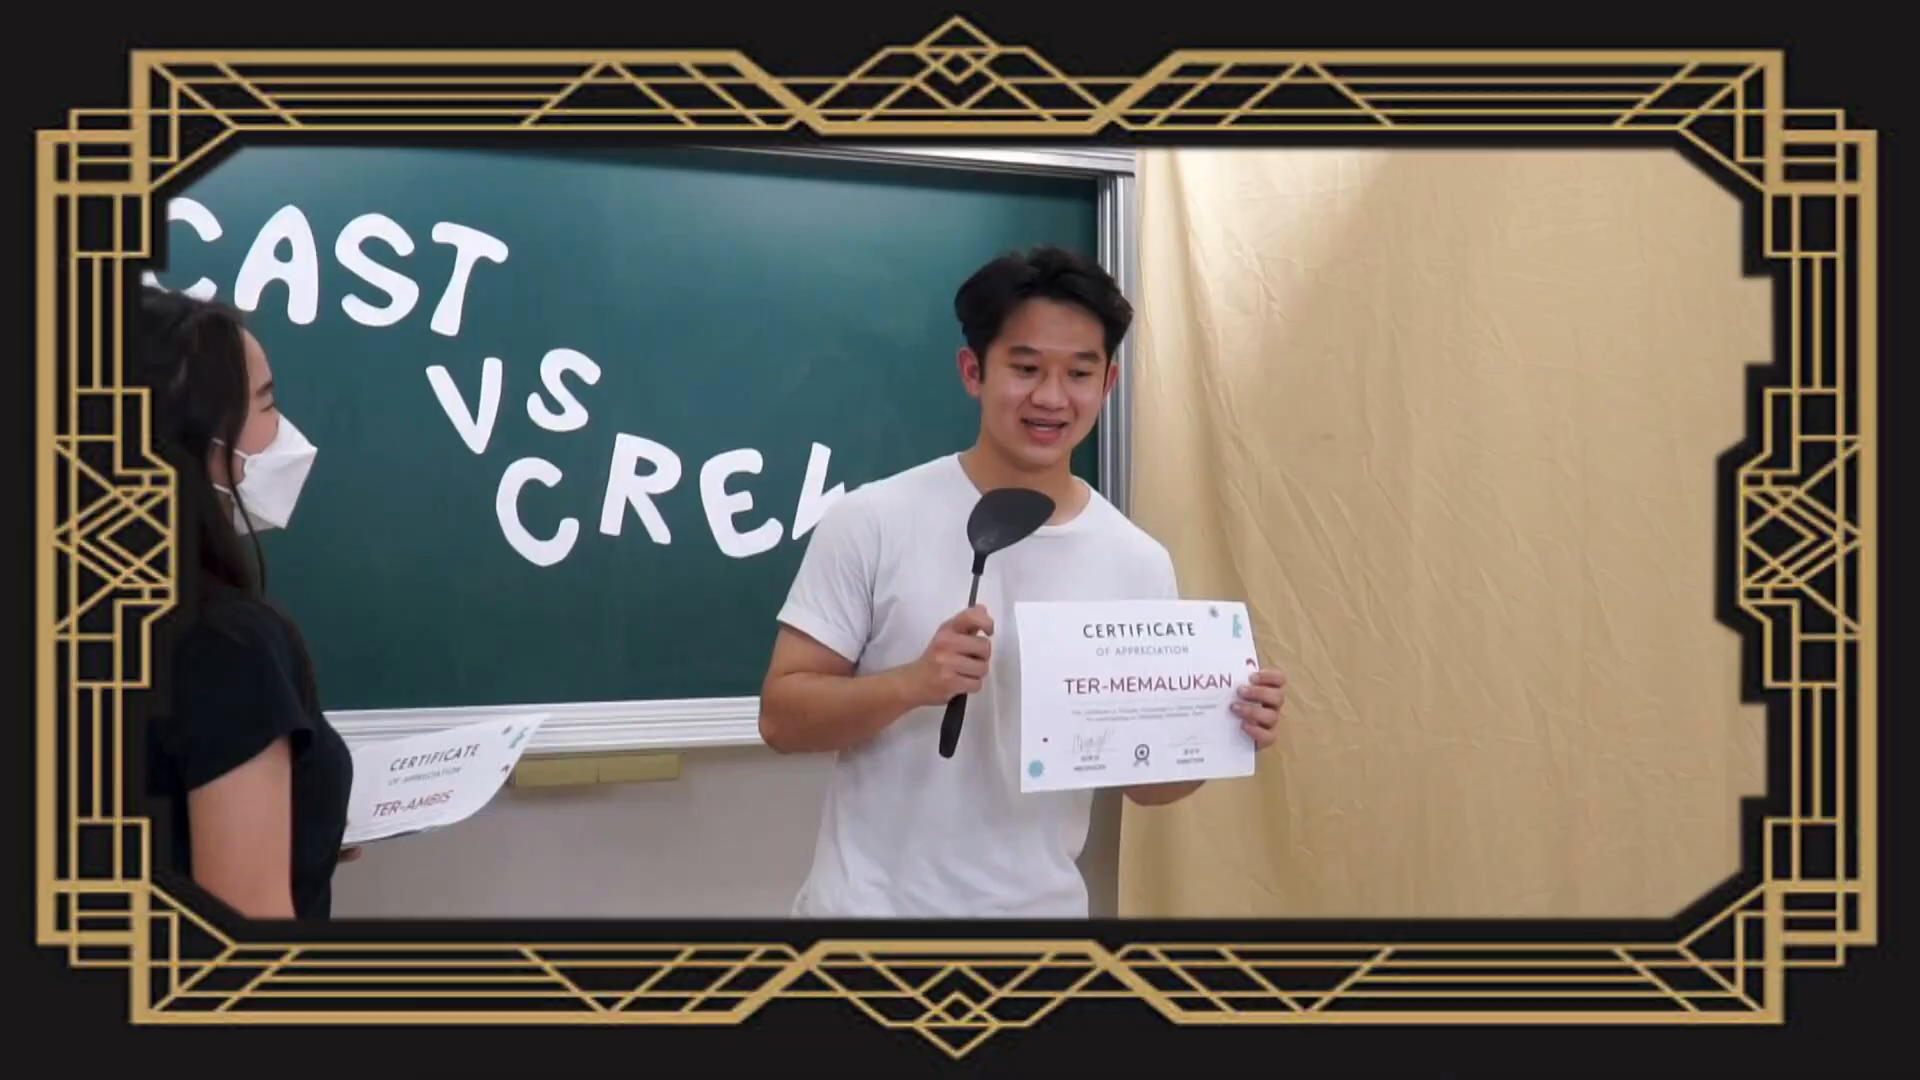 CAST
VS
CREW
CERTIFICATE
OF APPRECIATION
TER-MEMALUKAN
CERTIFICATE
OF APPRECIATION
TER-AMBIS